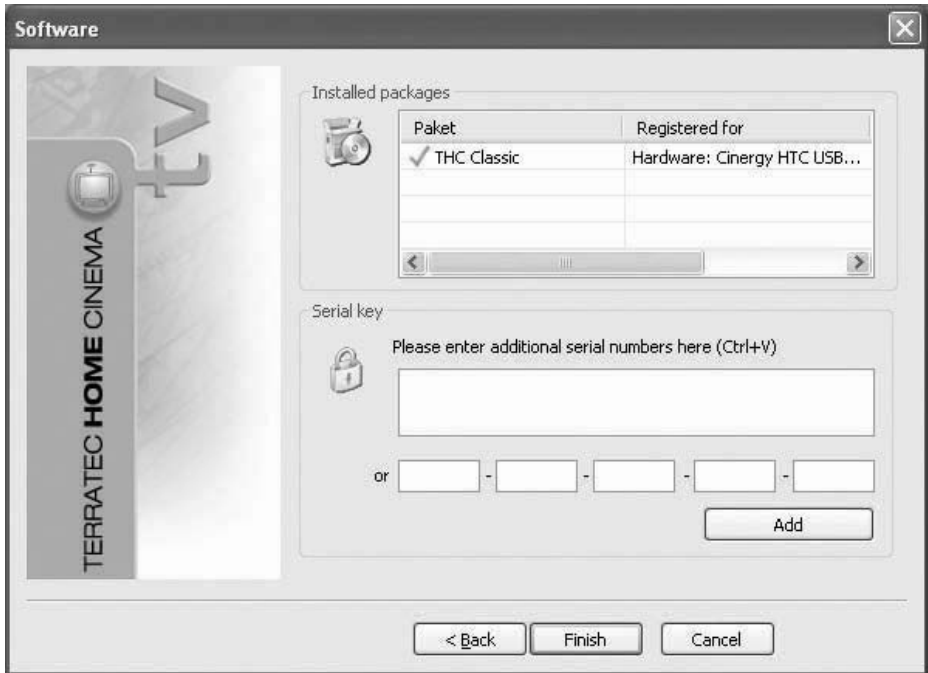 Software
tv
TERRATEC HOME CINEMA
Installed packages
Paket Registered for
THC Classic Hardware: Cinergy HTC USB...
Serial key
Please enter additional serial numbers here (Ctrl+V)
or - - - -
Add
< Back Finish Cancel